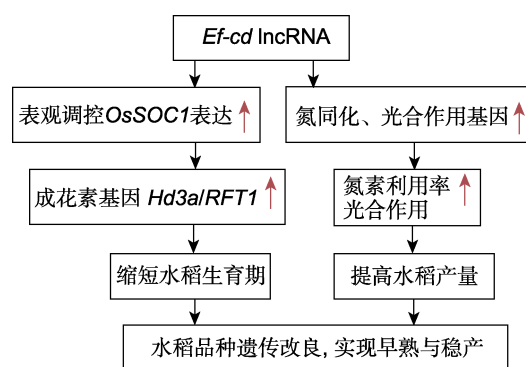 Ef-cd lncRNA
表观调控OsSOC1表达
氮同化、光合作用基因
成花素基因 Hd3a/RFT1
氮素利用率
光合作用
缩短水稻生育期
提高水稻产量
水稻品种遗传改良, 实现早熟与稳产